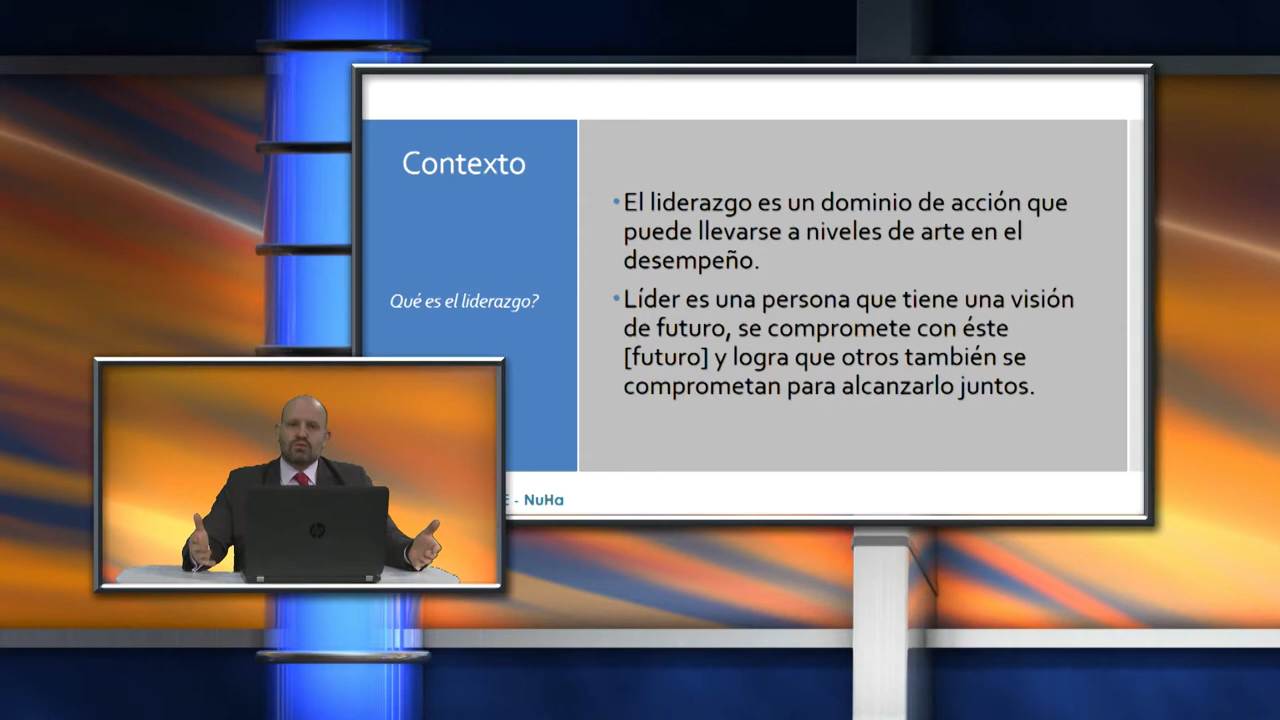 Contexto
Qué es el liderazgo?
•El liderazgo es un dominio de acción que
puede llevarse a niveles de arte en el
desempeño.
•Líder es una persona que tiene una visión
de futuro, se compromete con éste
[futuro] y logra que otros también se
comprometan para alcanzarlo juntos.
E - NuHa
hp